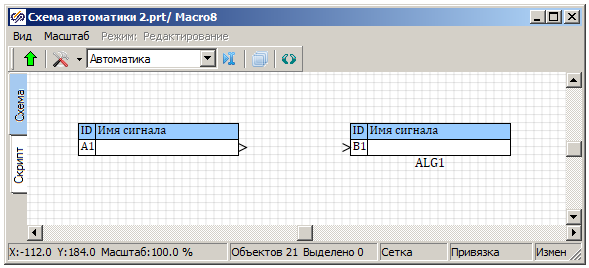 Схема автоматики 2.prt/ Macro8
Вид Масштаб Режим: Редактирование
Автоматика
Схема
Скрипт
ID Имя сигнала
A1
ID Имя сигнала
B1
ALG1
X:-112.0 Y:184.0 Масштаб:100.0 % Объектов 21 Выделено 0 Сетка Привязка Измен